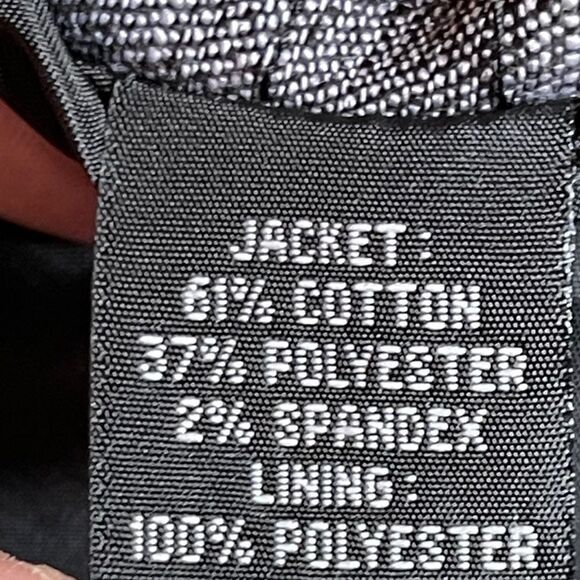 JACKET:
61% COTTON
37% POLYESTER
2% SPANDEX
LINING:
100% POLYESTER